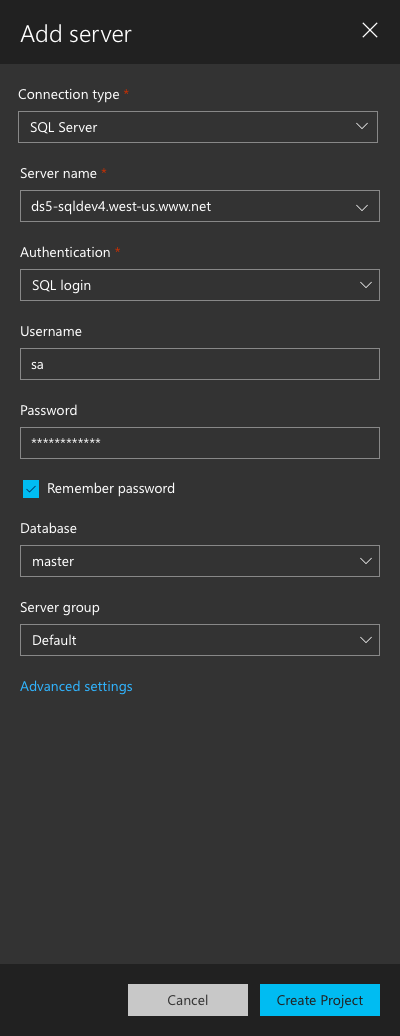 Add server
Connection type *
SQL Server
Server name *
ds5-sqldev4.west-us.www.net
Authentication *
SQL login
Username
sa
Password
************
Remember password
Database
master
Server group
Default
Advanced settings
Cancel Create Project